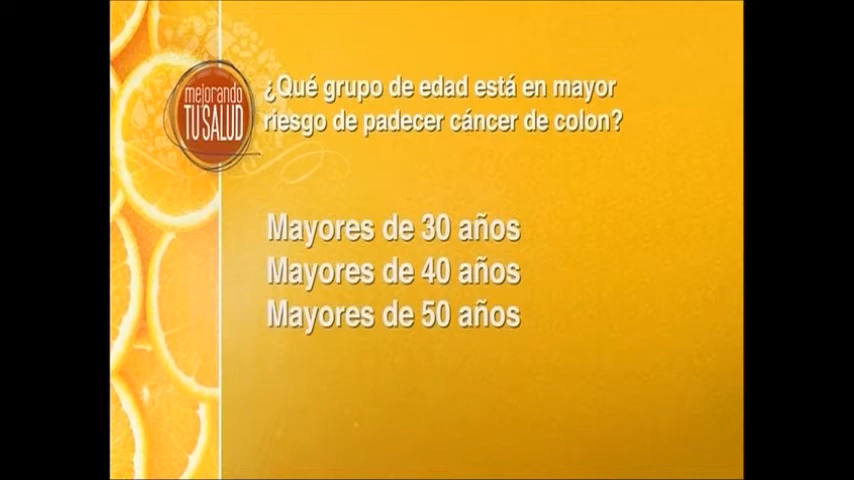 mejorando
TU SALUD
¿Qué grupo de edad está en mayor
riesgo de padecer cáncer de colon?
Mayores de 30 años
Mayores de 40 años
Mayores de 50 años